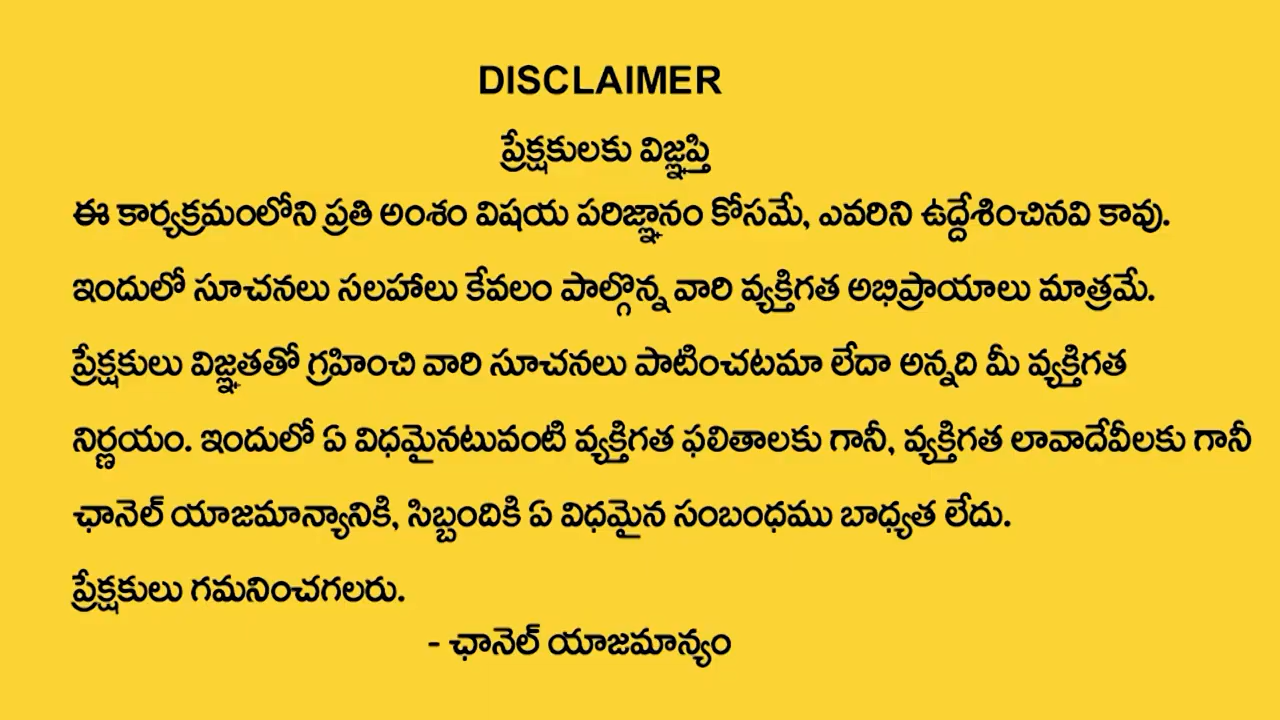 DISCLAIMER
ప్రేక్షకులకు విజ్ఞప్తి
ఈ కార్యక్రమంలోని ప్రతి అంశం విషయ పరిజ్ఞానం కోసమే, ఎవరిని ఉద్దేశించినవి కావు.
ఇందులో సూచనలు సలహాలు కేవలం పాల్గొన్న వారి వ్యక్తిగత అభిప్రాయాలు మాత్రమే.
ప్రేక్షకులు విజ్ఞతతో గ్రహించి వారి సూచనలు పాటించటమా లేదా అన్నది మీ వ్యక్తిగత
నిర్ణయం. ఇందులో ఏ విధమైనటువంటి వ్యక్తిగత ఫలితాలకు గానీ, వ్యక్తిగత లావాదేవీలకు గానీ
ఛానెల్ యాజమాన్యానికి, సిబ్బందికి ఏ విధమైన సంబంధము బాధ్యత లేదు.
ప్రేక్షకులు గమనించగలరు.
- ఛానెల్ యాజమాన్యం